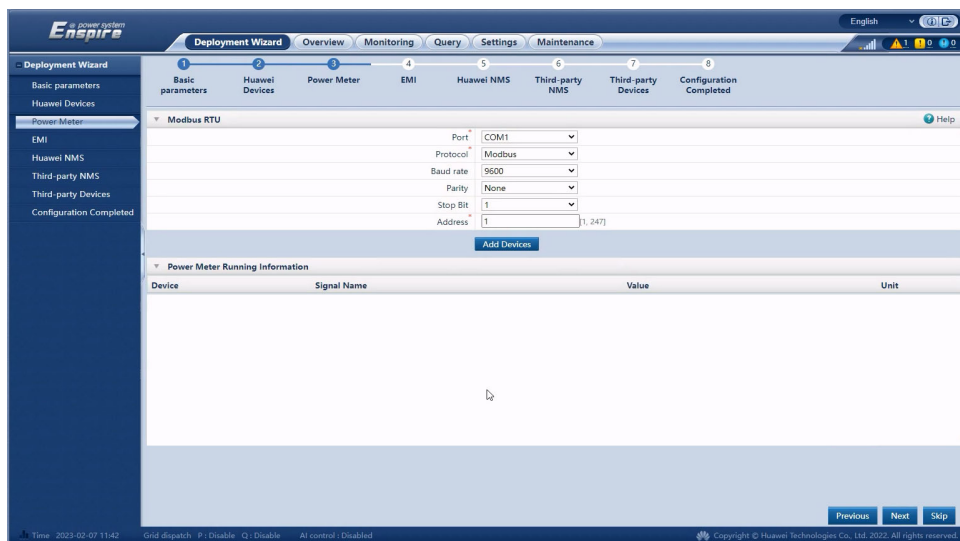 @ power system
Enspire
English
Deployment Wizard Overview Monitoring Query Settings Maintenance
1 0 0
Deployment Wizard
Basic parameters
Huawei Devices
Power Meter
EMI
Huawei NMS
Third-party NMS
Third-party Devices
Configuration Completed
1 2 3 4 5 6 7 8
Basic parameters
Huawei Devices
Power Meter
EMI
Huawei NMS
Third-party NMS
Third-party Devices
Configuration Completed
Modbus RTU Help
Port* COM1
Protocol* Modbus
Baud rate 9600
Parity None
Stop Bit 1
Address* 1 [1, 247]
Add Devices
Power Meter Running Information
Device Signal Name Value Unit
Previous Next Skip
Time 2023-02-07 11:42 Grid dispatch P : Disable Q : Disable AI control : Disabled Copyright © Huawei Technologies Co., Ltd. 2022. All rights reserved.